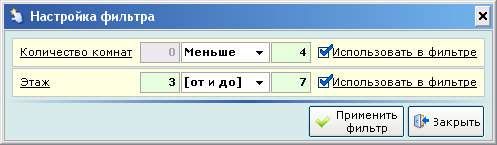 Настройка фильтра
Количество комнат 0 Меньше 4 Использовать в фильтре
Этаж 3 [от и до] 7 Использовать в фильтре
Применить фильтр Закрыть